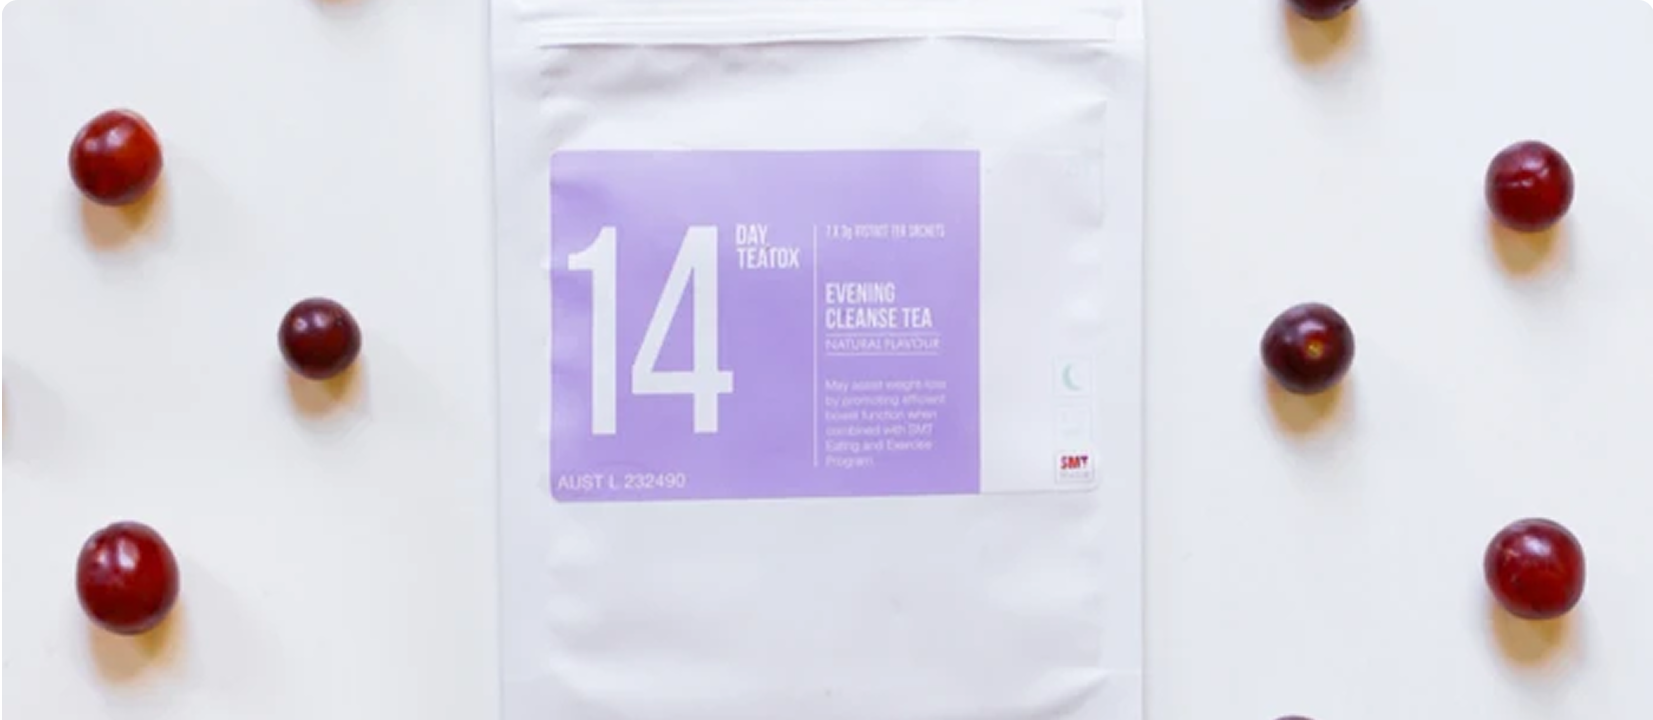 14
DAY
TEATOX
7 X 3g INSTANT TEA SACHETS
EVENING
CLEANSE TEA
NATURAL FLAVOUR
May assist weight-loss
by promoting efficient
bowel function when
combined with SMT
Eating and Exercise
Program.
AUST L 232490
SMT